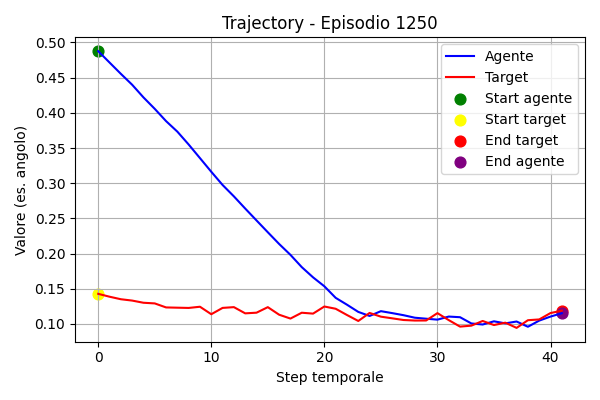 Trajectory - Episodio 1250
Valore (es. angolo)
0.50
0.45
0.40
0.35
0.30
0.25
0.20
0.15
0.10
Agente
Target
Start agente
Start target
End target
End agente
0 10 20 30 40
Step temporale